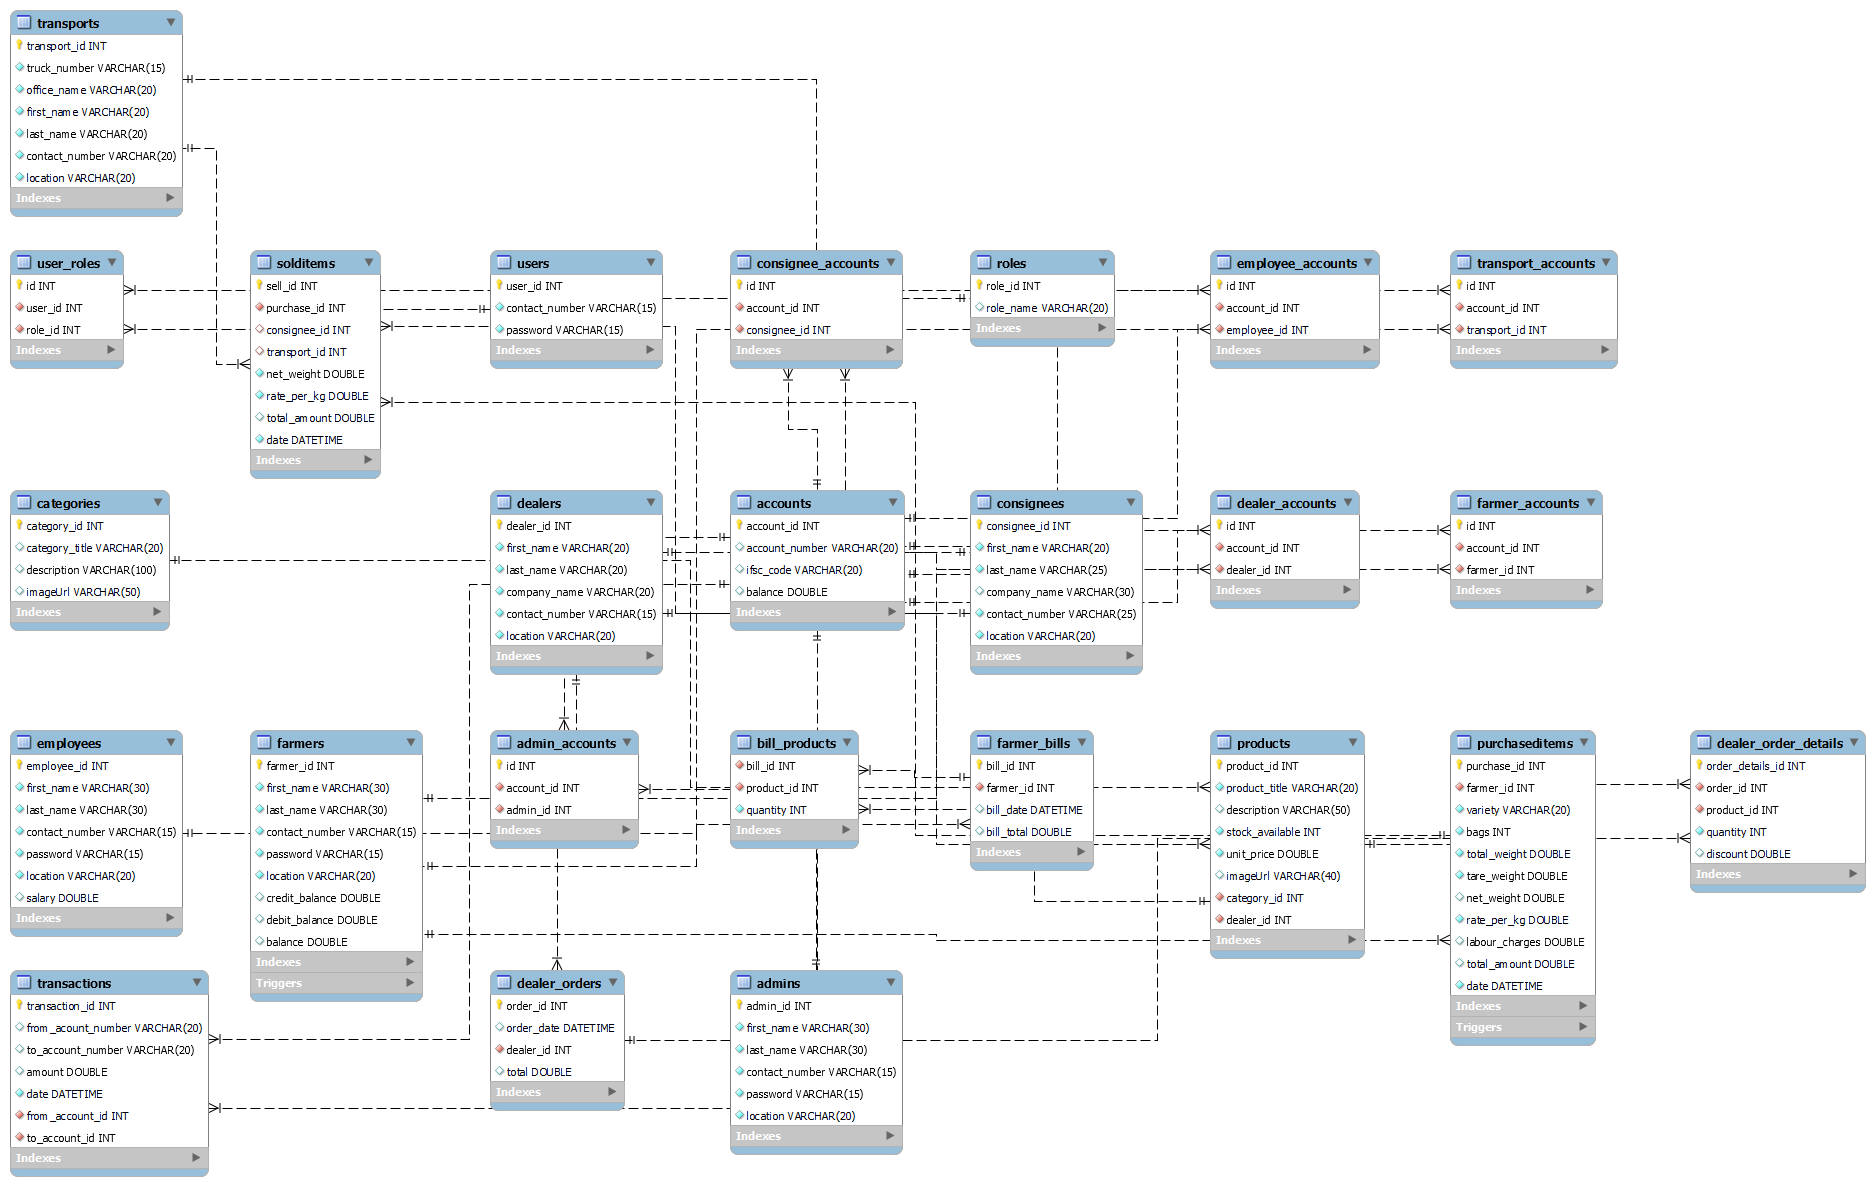 transports
transport_id INT
truck_number VARCHAR(15)
office_name VARCHAR(20)
first_name VARCHAR(20)
last_name VARCHAR(20)
contact_number VARCHAR(20)
location VARCHAR(20)
Indexes
user_roles
id INT
user_id INT
role_id INT
Indexes
solditems
sell_id INT
purchase_id INT
consignee_id INT
transport_id INT
net_weight DOUBLE
rate_per_kg DOUBLE
total_amount DOUBLE
date DATETIME
Indexes
users
user_id INT
contact_number VARCHAR(15)
password VARCHAR(15)
Indexes
consignee_accounts
id INT
account_id INT
consignee_id INT
Indexes
roles
role_id INT
role_name VARCHAR(20)
Indexes
employee_accounts
id INT
account_id INT
employee_id INT
Indexes
transport_accounts
id INT
account_id INT
transport_id INT
Indexes
categories
category_id INT
category_title VARCHAR(20)
description VARCHAR(100)
imageUrl VARCHAR(50)
Indexes
dealers
dealer_id INT
first_name VARCHAR(20)
last_name VARCHAR(20)
company_name VARCHAR(20)
contact_number VARCHAR(15)
location VARCHAR(20)
Indexes
accounts
account_id INT
account_number VARCHAR(20)
ifsc_code VARCHAR(20)
balance DOUBLE
Indexes
consignees
consignee_id INT
first_name VARCHAR(20)
last_name VARCHAR(25)
company_name VARCHAR(30)
contact_number VARCHAR(25)
location VARCHAR(20)
Indexes
dealer_accounts
id INT
account_id INT
dealer_id INT
Indexes
farmer_accounts
id INT
account_id INT
farmer_id INT
Indexes
employees
employee_id INT
first_name VARCHAR(30)
last_name VARCHAR(30)
contact_number VARCHAR(15)
password VARCHAR(15)
location VARCHAR(20)
salary DOUBLE
Indexes
farmers
farmer_id INT
first_name VARCHAR(30)
last_name VARCHAR(30)
contact_number VARCHAR(15)
password VARCHAR(15)
location VARCHAR(20)
credit_balance DOUBLE
debit_balance DOUBLE
balance DOUBLE
Indexes
Triggers
admin_accounts
id INT
account_id INT
admin_id INT
Indexes
bill_products
bill_id INT
product_id INT
quantity INT
Indexes
farmer_bills
bill_id INT
farmer_id INT
bill_date DATETIME
bill_total DOUBLE
Indexes
products
product_id INT
product_title VARCHAR(20)
description VARCHAR(50)
stock_available INT
unit_price DOUBLE
imageUrl VARCHAR(40)
category_id INT
dealer_id INT
Indexes
purchaseditems
purchase_id INT
farmer_id INT
variety VARCHAR(20)
bags INT
total_weight DOUBLE
tare_weight DOUBLE
net_weight DOUBLE
rate_per_kg DOUBLE
labour_charges DOUBLE
total_amount DOUBLE
date DATETIME
Indexes
Triggers
dealer_order_details
order_details_id INT
order_id INT
product_id INT
quantity INT
discount DOUBLE
Indexes
transactions
transaction_id INT
from_acount_number VARCHAR(20)
to_account_number VARCHAR(20)
amount DOUBLE
date DATETIME
from_account_id INT
to_account_id INT
Indexes
dealer_orders
order_id INT
order_date DATETIME
dealer_id INT
total DOUBLE
Indexes
admins
admin_id INT
first_name VARCHAR(30)
last_name VARCHAR(30)
contact_number VARCHAR(15)
password VARCHAR(15)
location VARCHAR(20)
Indexes